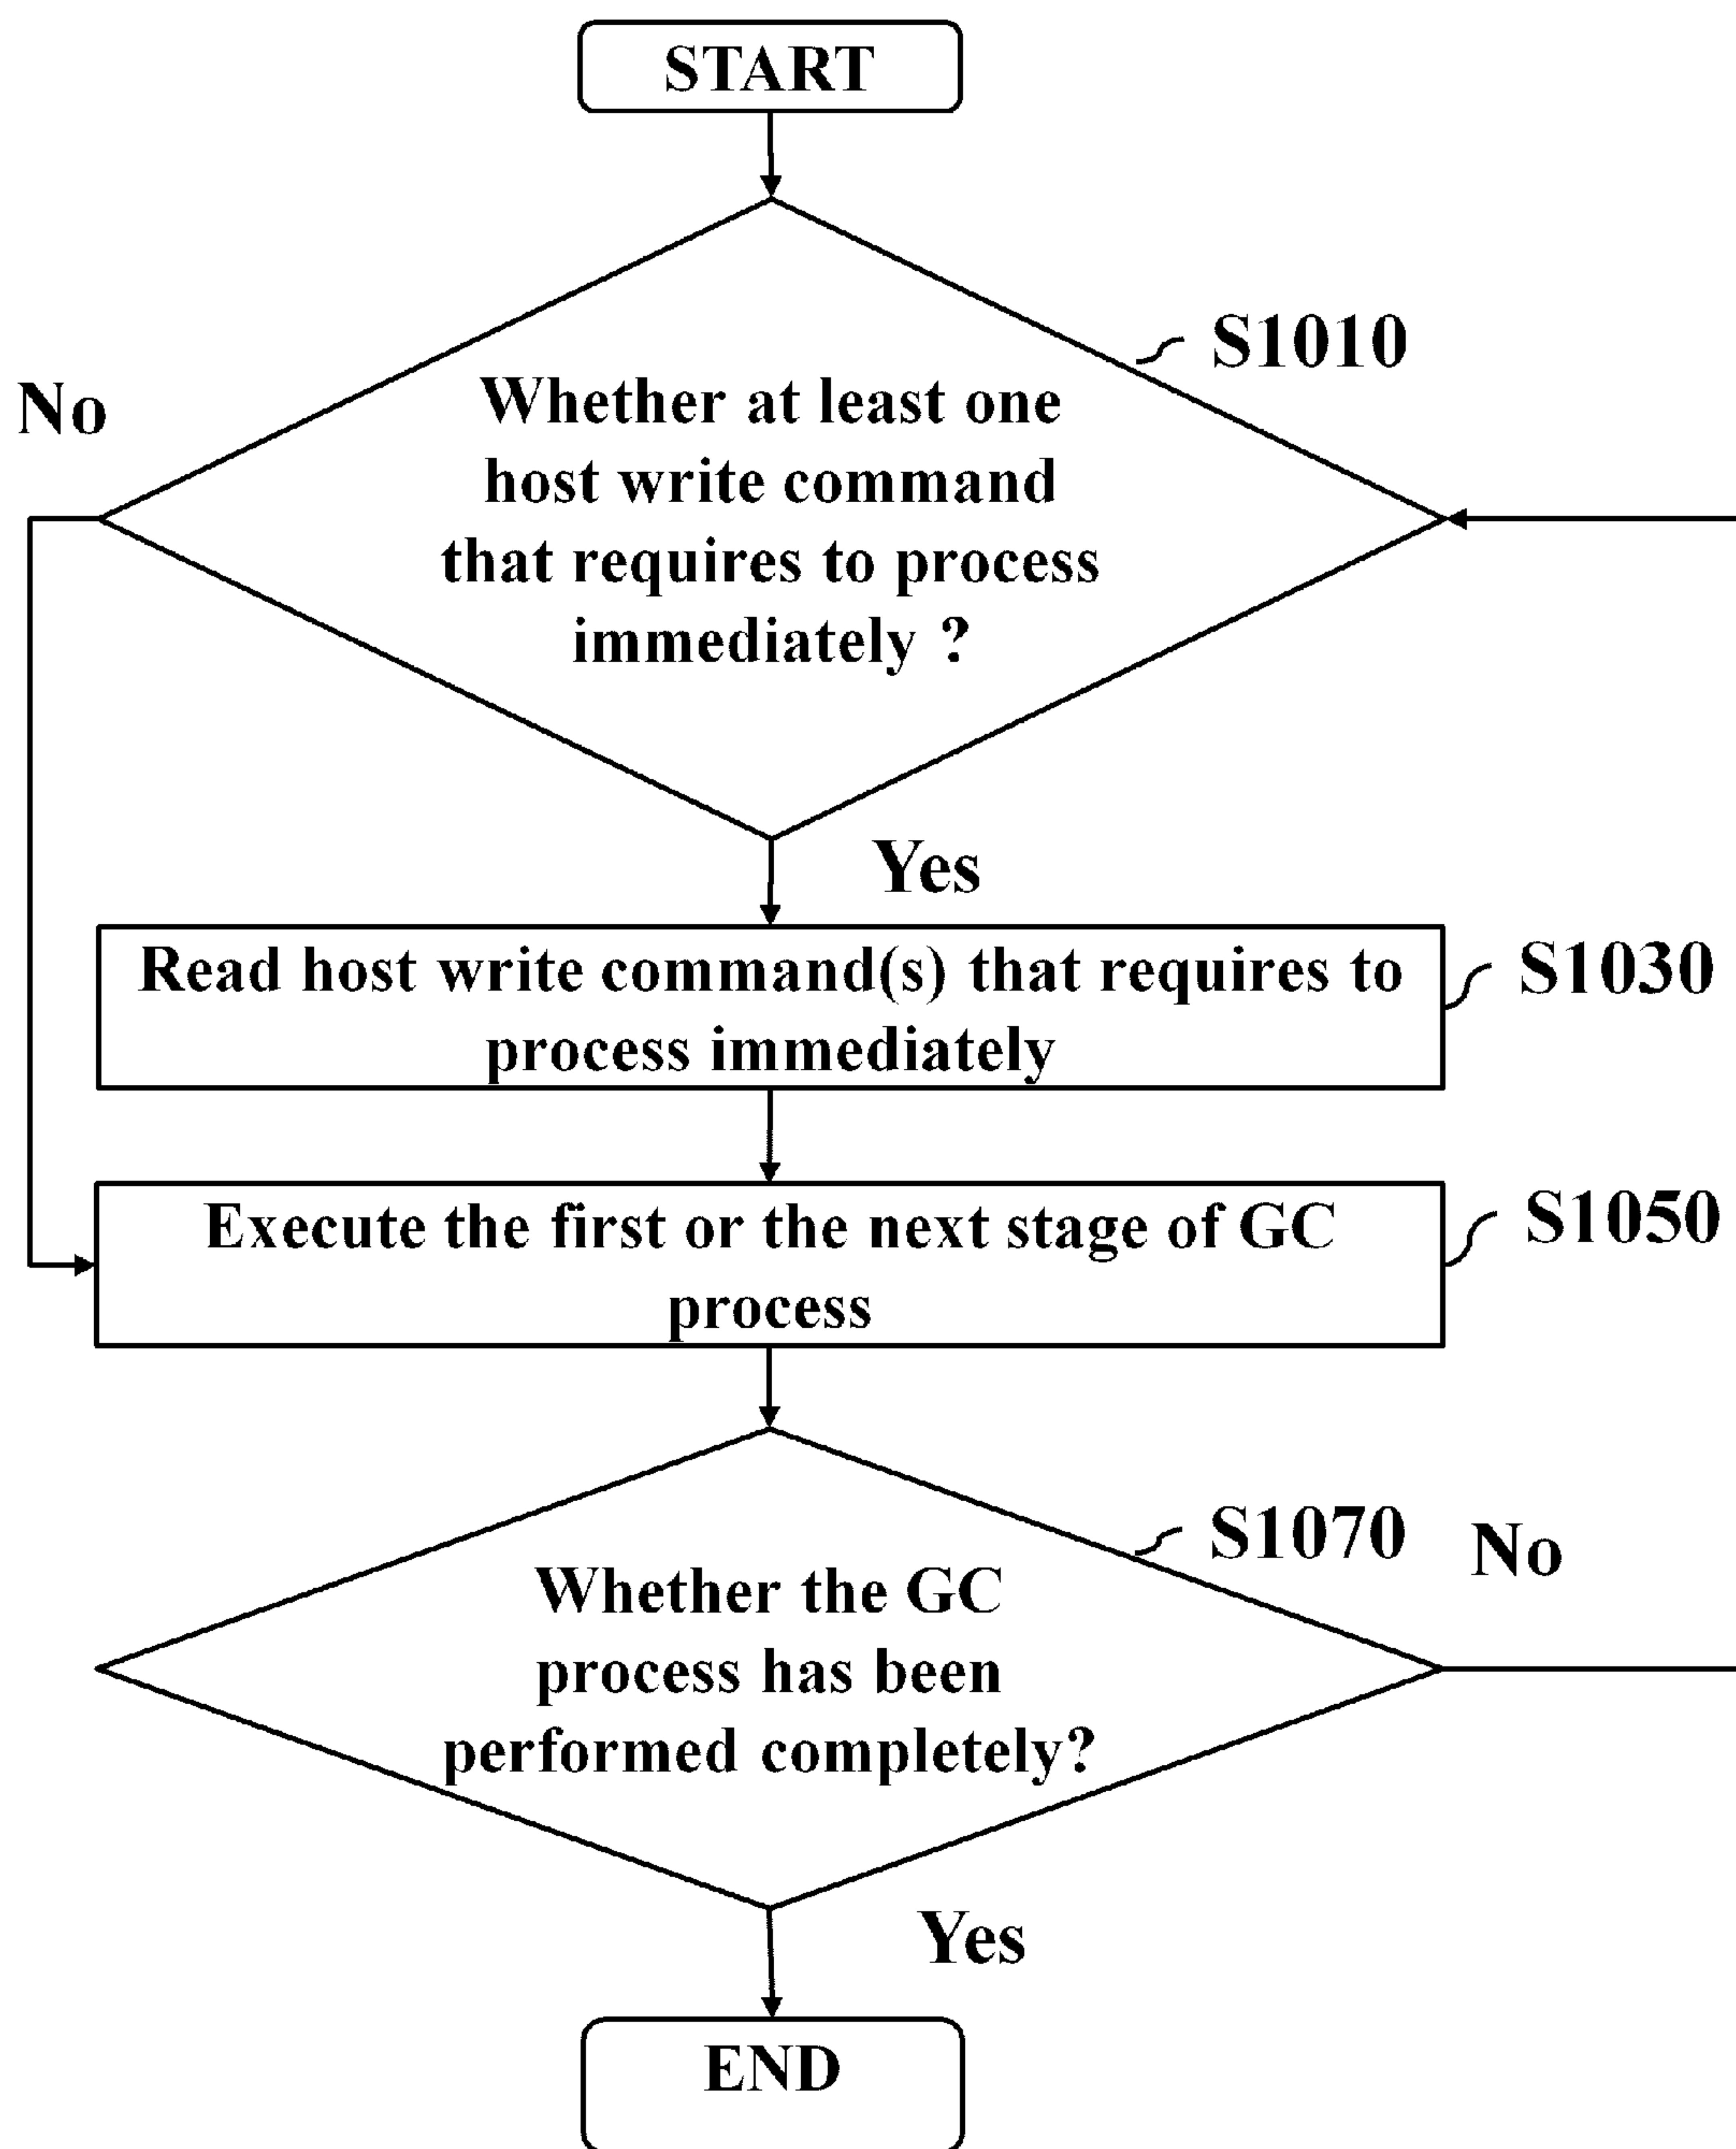 START
S1010
No
Whether at least one
host write command
that requires to process
immediately ?
Yes
Read host write command(s) that requires to
process immediately
S1030
Execute the first or the next stage of GC
process
S1050
S1070
No
Whether the GC
process has been
performed completely?
Yes
END